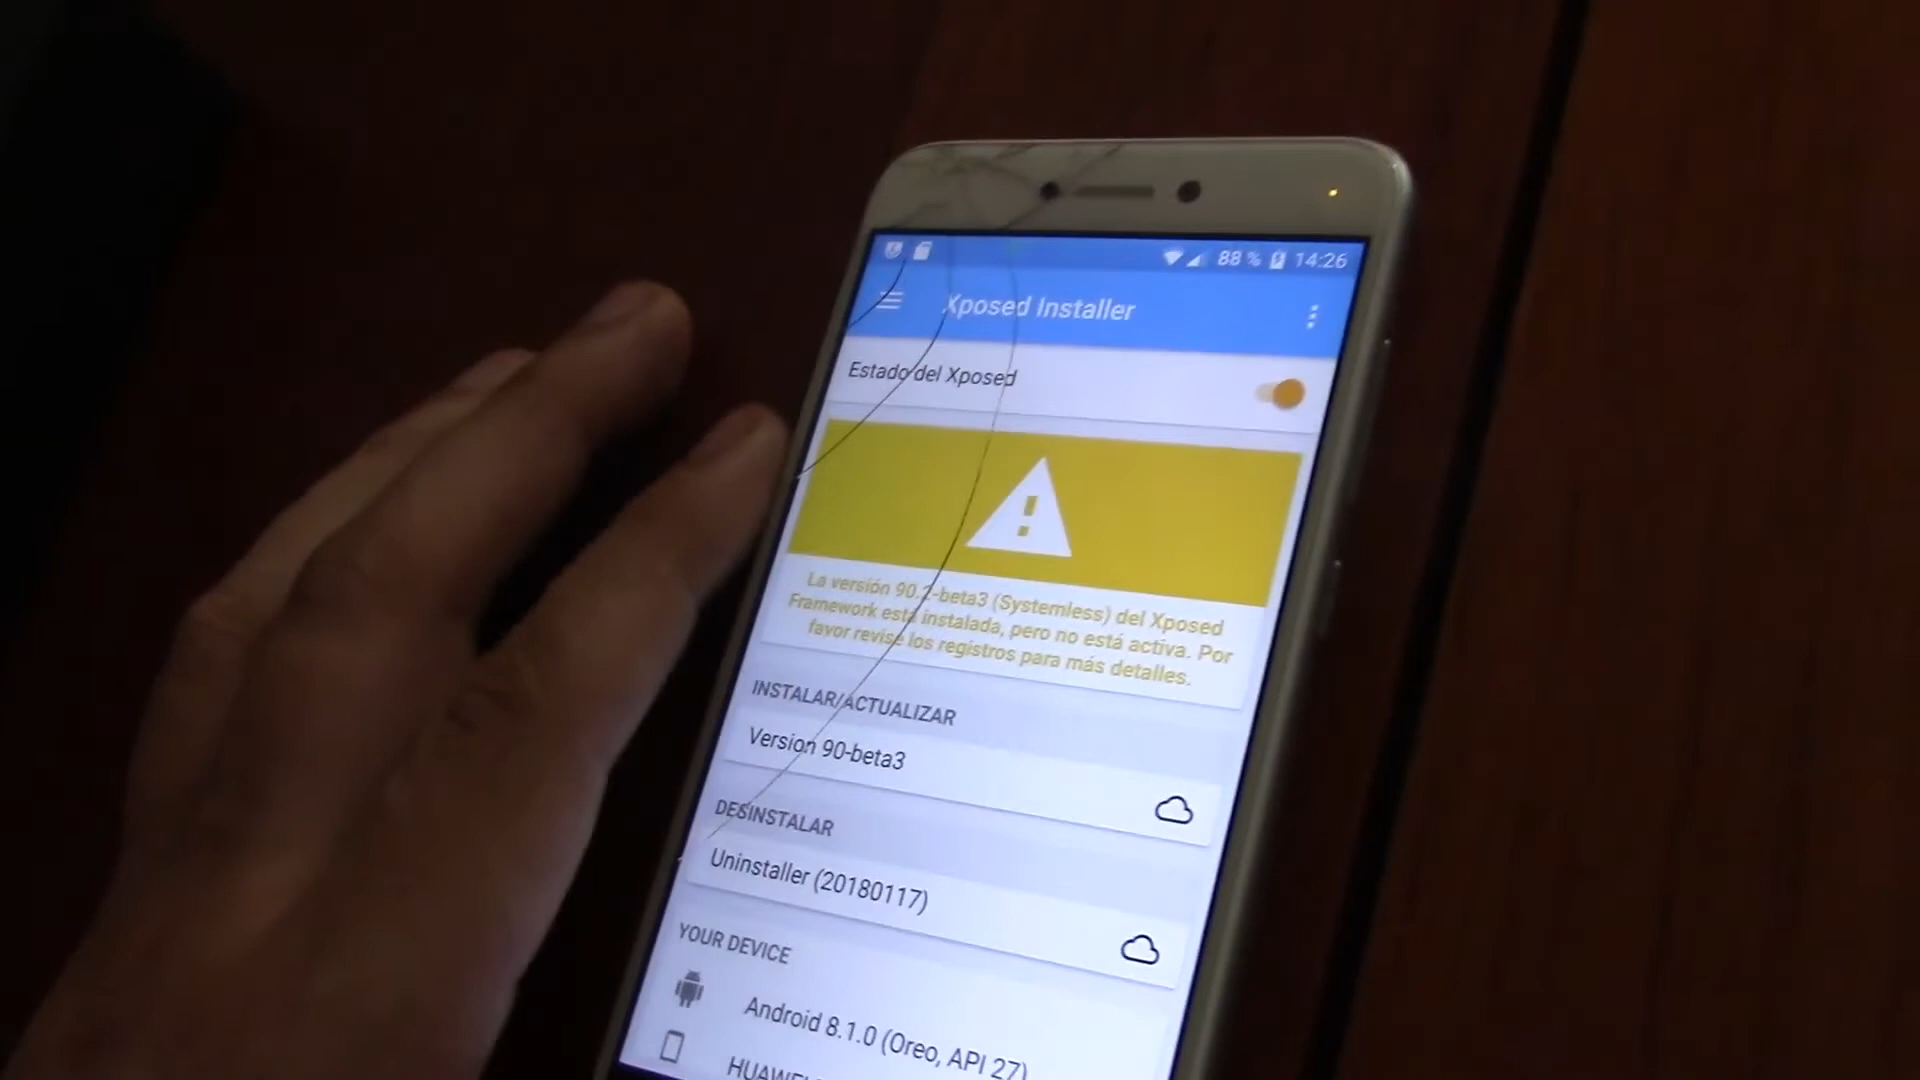 88 % 14:26
Xposed Installer
Estado del Xposed
La versión 90.2-beta3 (Systemless) del Xposed
Framework está instalada, pero no está activa. Por
favor revise los registros para más detalles.
INSTALAR/ACTUALIZAR
Version 90-beta3
DESINSTALAR
Uninstaller (20180117)
YOUR DEVICE
Android 8.1.0 (Oreo, API 27)
HUAWEI